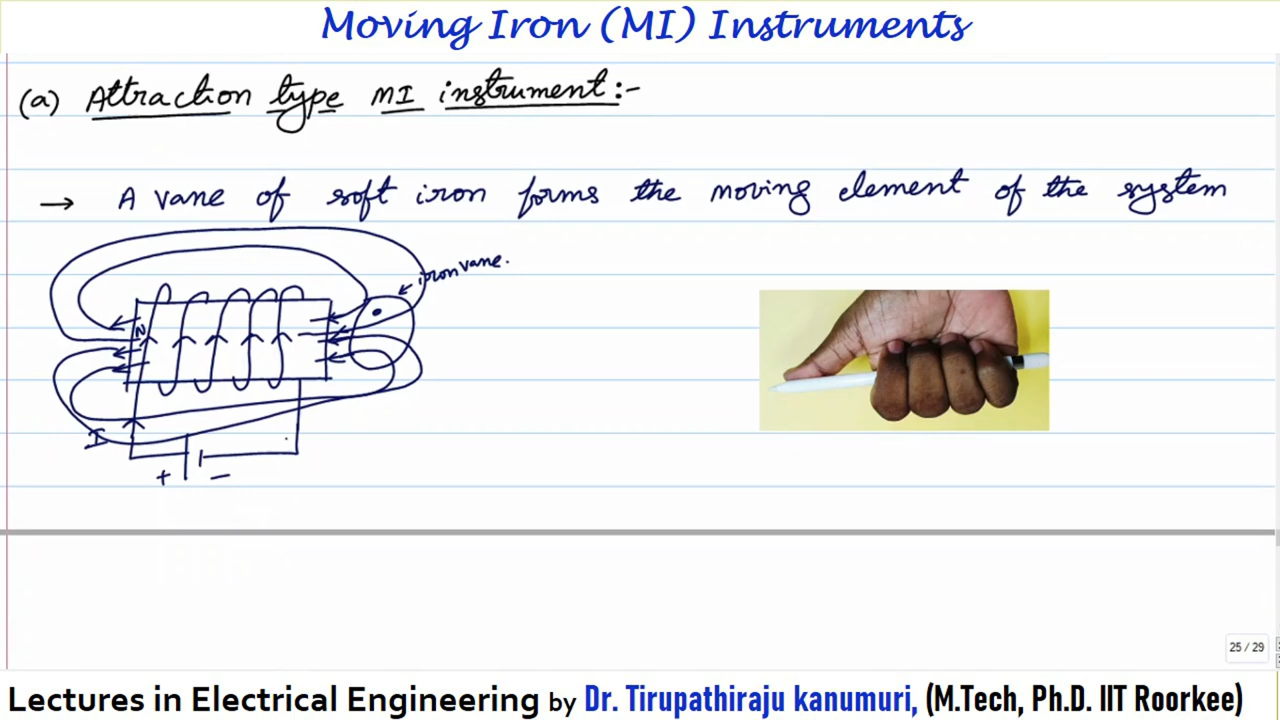 Moving Iron (MI) Instruments
(a) Attraction type MI instrument:-
→ A vane of soft iron forms the moving element of the system
iron vane.
N
I
+ −
25 / 29
Lectures in Electrical Engineering by Dr. Tirupathiraju kanumuri, (M.Tech, Ph.D. IIT Roorkee)